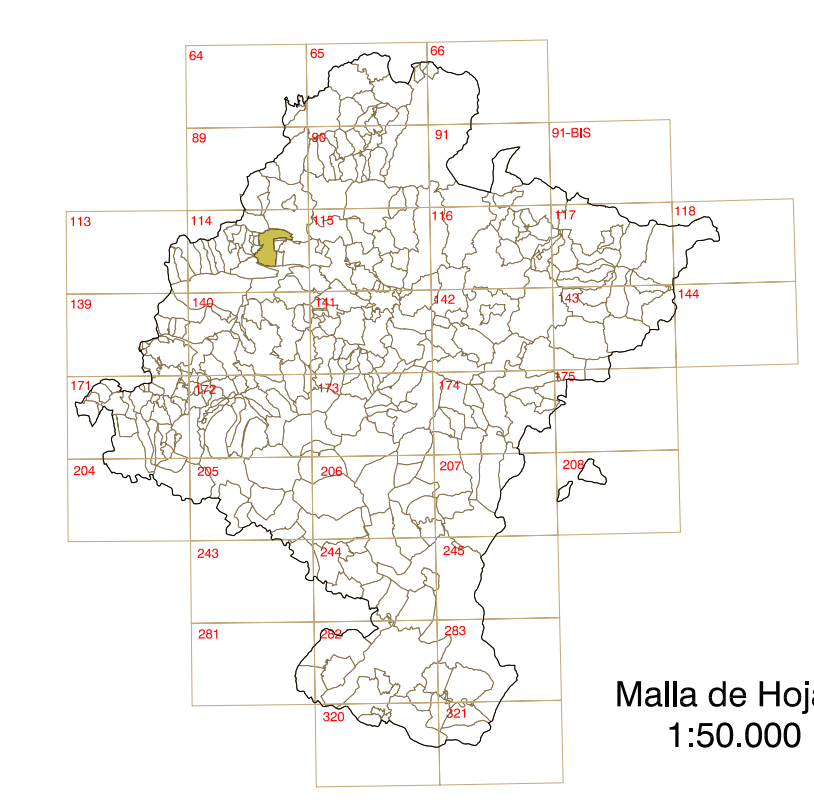 64 65 66
89 90 91 91-BIS
113 114 115 116 117 118
139 140 141 142 143 144
171 172 173 174 175
204 205 206 207 208
243 244 245
281 282 283
320 321
Malla de Hoja
1:50.000